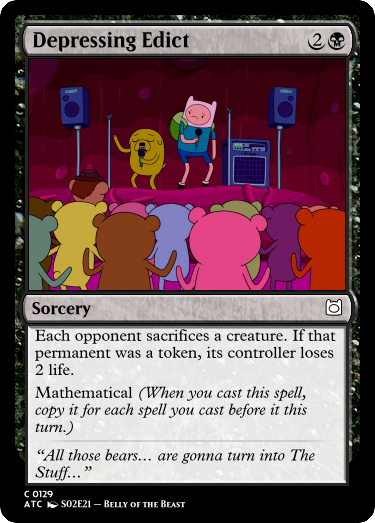 Depressing Edict 2
Sorcery
Each opponent sacrifices a creature. If that
permanent was a token, its controller loses
2 life.
Mathematical (When you cast this spell,
copy it for each spell you cast before it this
turn.)
“All those bears… are gonna turn into The
Stuff…”
C 0129
ATC S02E21 — Belly of the Beast